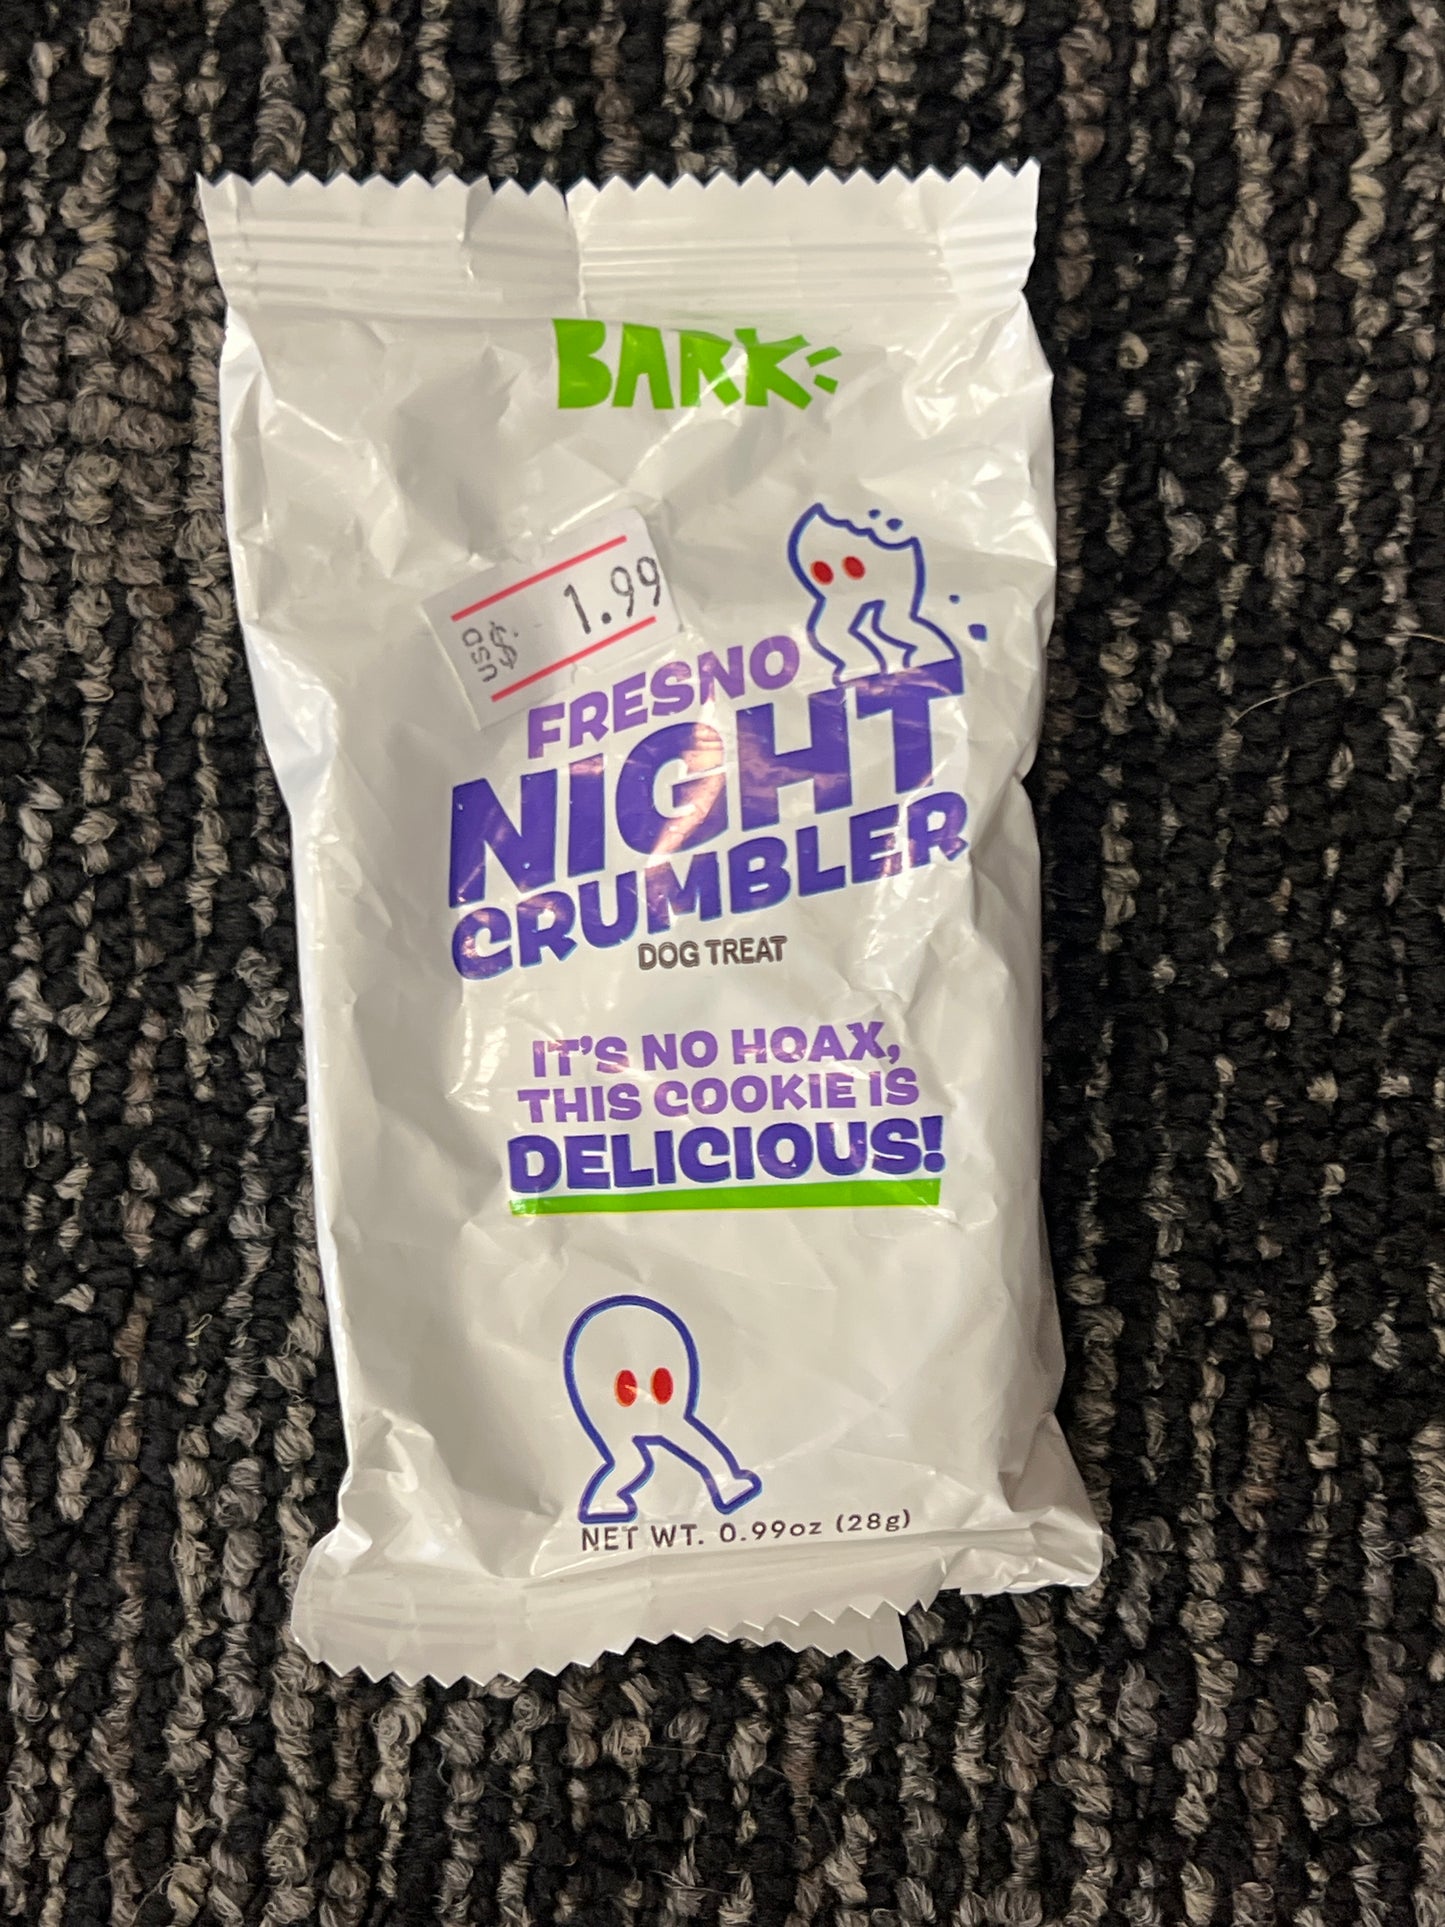 BARK
$ 1.99
USD
FRESNO
NIGHT
CRUMBLER
DOG TREAT
IT'S NO HOAX,
THIS COOKIE IS
DELICIOUS!
NET WT. 0.99oz (28g)